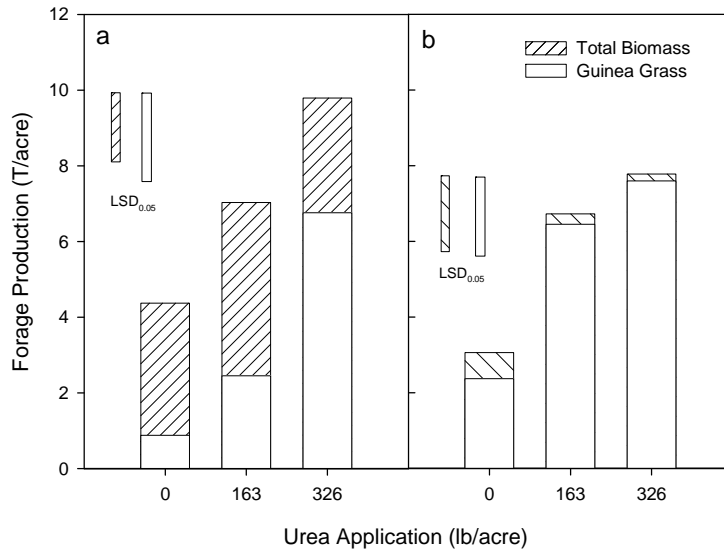 12
10
8
6
4
2
0
Forage Production (T/acre)
a
LSD0.05
b
Total Biomass
Guinea Grass
LSD0.05
0 163 326 0 163 326
Urea Application (lb/acre)